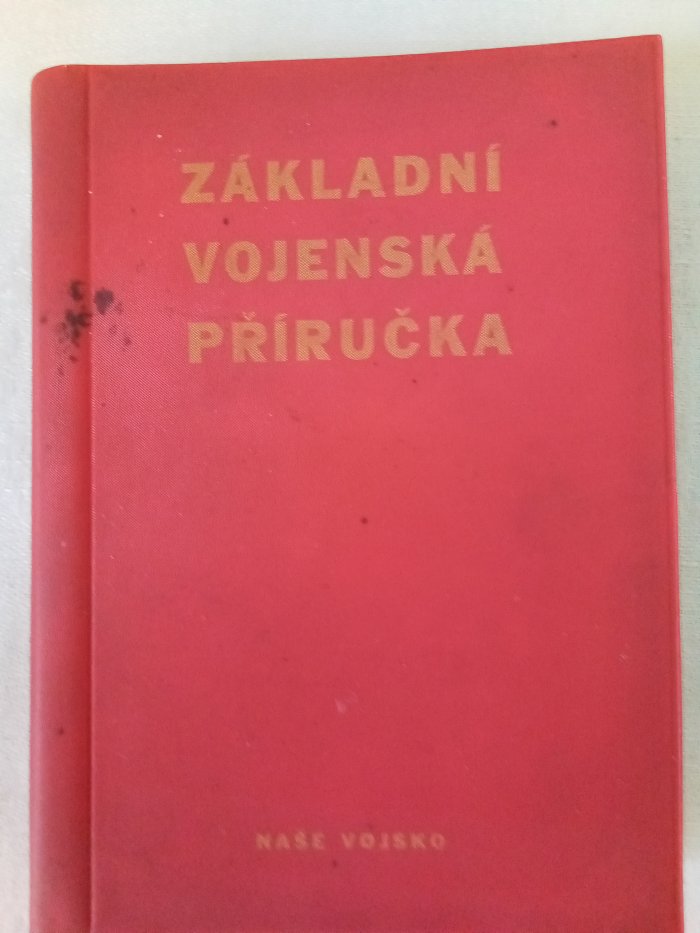 ZÁKLADNÍ
VOJENSKÁ
PŘÍRUČKA
NAŠE VOJSKO